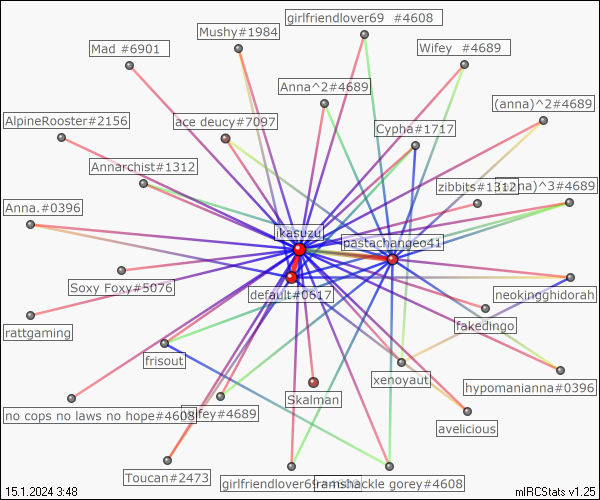 girlfriendlover69 #4608
Mushy#1984
Mad #6901
Wifey #4689
Anna^2#4689
(anna)^2#4689
AlpineRooster#2156
ace deucy#7097
Cypha#1717
Annarchist#1312
zibbits#1312
nna)^3#4689
Anna.#0396
jkasuzu
pastachangeo41
Soxy Foxy#5076
default#0617
neokingghidorah
rattgaming
fakedingo
frisout
xenoyaut
hypomanianna#0396
no cops no laws no hope#4608
ifey#4689
Skalman
avelicious
Toucan#2473
girlfriendlover69
ramshackle gorey#4608
15.1.2024 3:48
mIRCStats v1.25